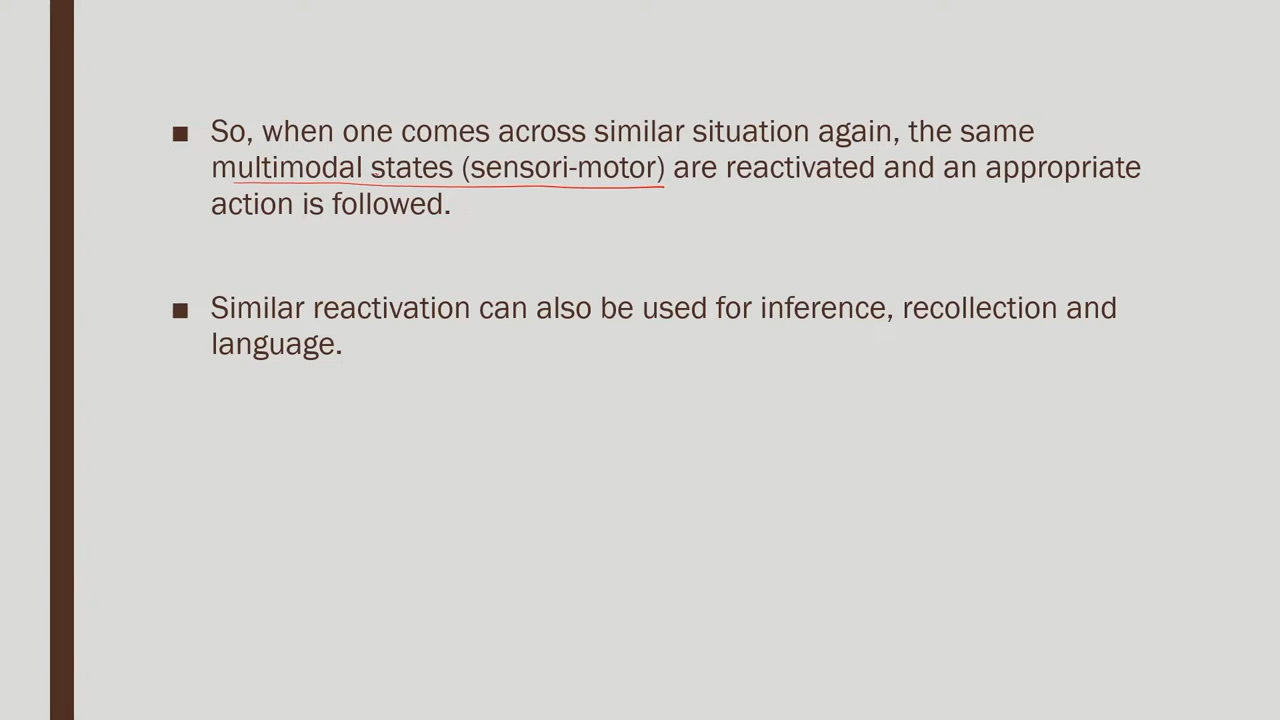 ■ So, when one comes across similar situation again, the same
multimodal states (sensori-motor) are reactivated and an appropriate
action is followed.
■ Similar reactivation can also be used for inference, recollection and
language.